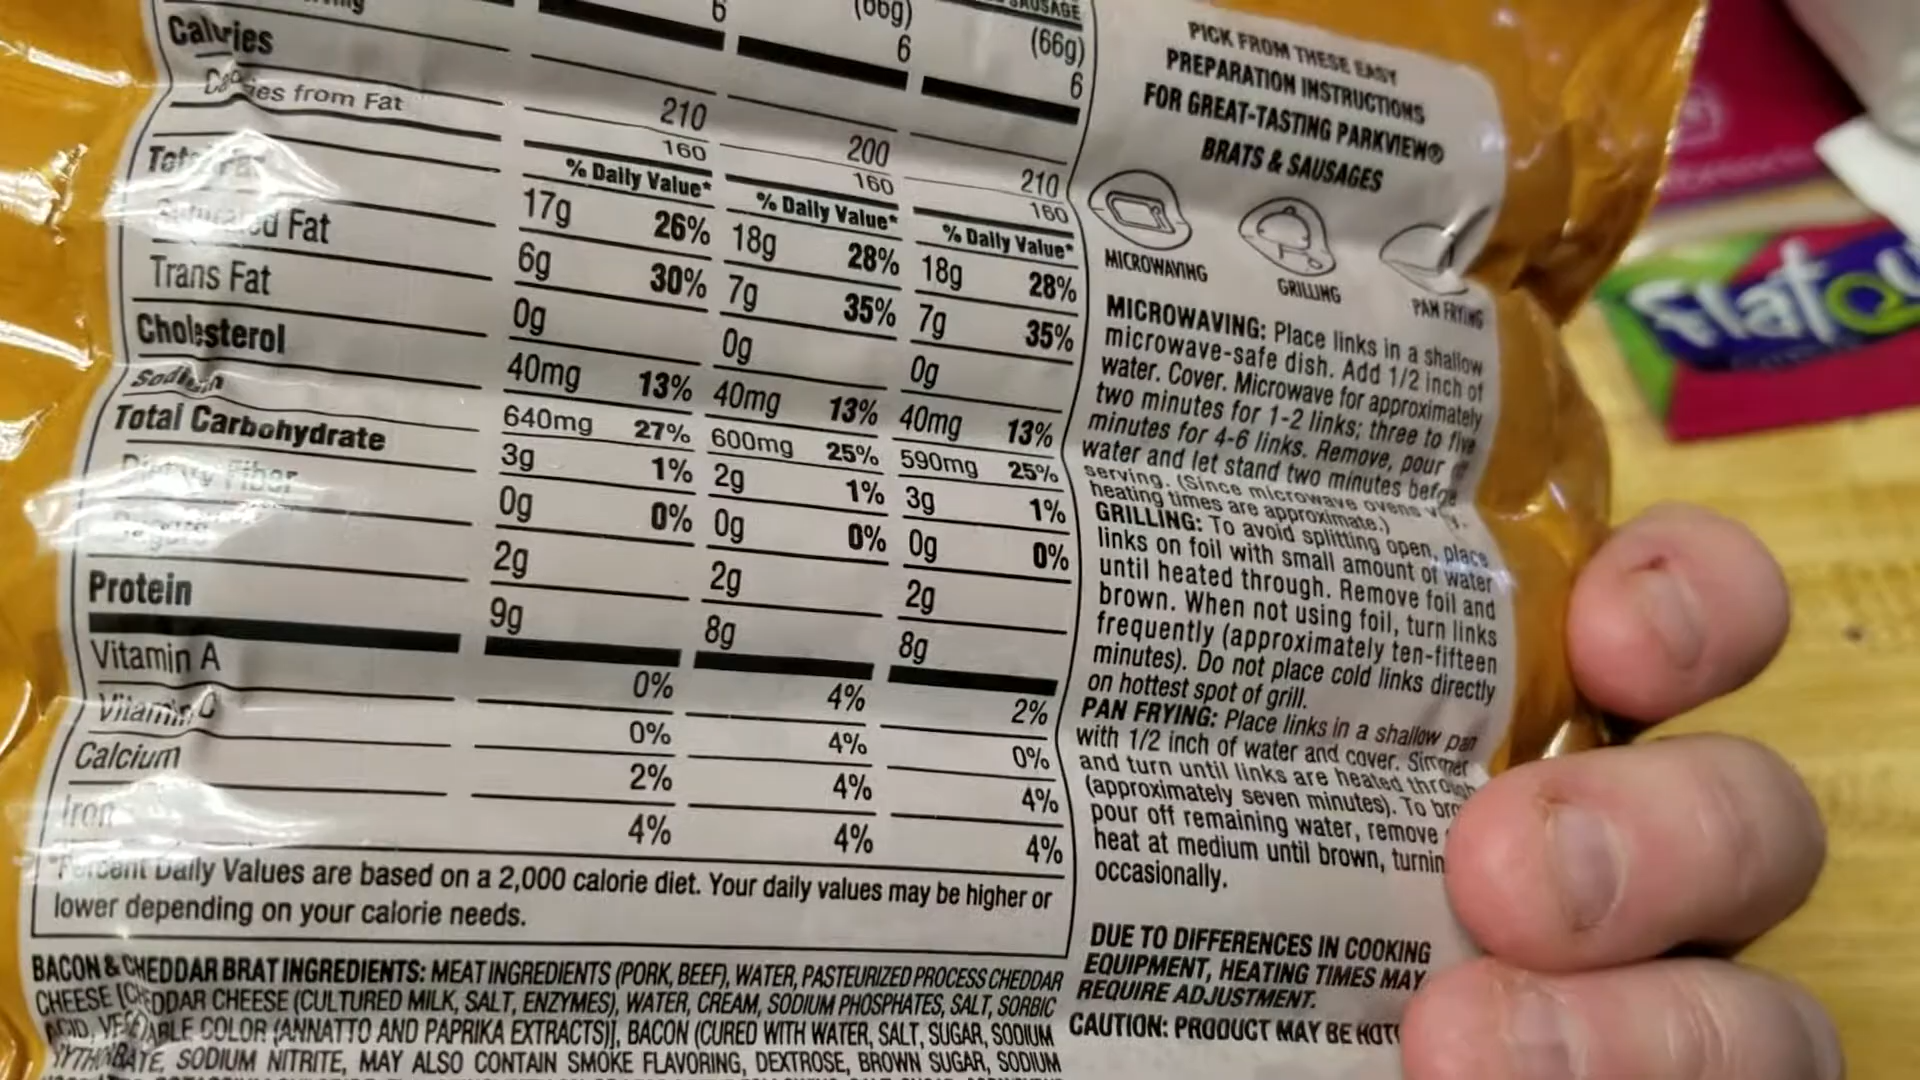 SAUSAGE
(66g) (66g)
6 6 6
Calories 210 200 210
Calories from Fat 160 160 160
% Daily Value* % Daily Value* % Daily Value*
Total Fat 17g 26% 18g 28% 18g 28%
Saturated Fat 6g 30% 7g 35% 7g 35%
Trans Fat 0g 0g 0g
Cholesterol 40mg 13% 40mg 13% 40mg 13%
Sodium 640mg 27% 600mg 25% 590mg 25%
Total Carbohydrate 3g 1% 2g 1% 3g 1%
Dietary Fiber 0g 0% 0g 0% 0g 0%
Sugars 2g 2g 2g
Protein 9g 8g 8g
Vitamin A 0% 4% 2%
Vitamin C 0% 4% 0%
Calcium 2% 4% 4%
Iron 4% 4% 4%
*Percent Daily Values are based on a 2,000 calorie diet. Your daily values may be higher or
lower depending on your calorie needs.
BACON & CHEDDAR BRAT INGREDIENTS: MEAT INGREDIENTS (PORK, BEEF), WATER, PASTEURIZED PROCESS CHEDDAR
CHEESE [CHEDDAR CHEESE (CULTURED MILK, SALT, ENZYMES), WATER, CREAM, SODIUM PHOSPHATES, SALT, SORBIC
ACID, VEGETABLE COLOR (ANNATTO AND PAPRIKA EXTRACTS)], BACON (CURED WITH WATER, SALT, SUGAR, SODIUM
SODIUM NITRITE, MAY ALSO CONTAIN SMOKE FLAVORING, DEXTROSE, BROWN SUGAR, SODIUM
PICK FROM THESE EASY
PREPARATION INSTRUCTIONS
FOR GREAT-TASTING PARKVIEW®
BRATS & SAUSAGES
MICROWAVING
GRILLING
PAN FRYING
MICROWAVING: Place links in a shallow
microwave-safe dish. Add 1/2 inch of
water. Cover. Microwave for approximately
two minutes for 1-2 links; three to five
minutes for 4-6 links. Remove, pour off
water and let stand two minutes before
serving. (Since microwave ovens vary,
heating times are approximate.)
GRILLING: To avoid splitting open, place
links on foil with small amount of water
until heated through. Remove foil and
brown. When not using foil, turn links
frequently (approximately ten-fifteen
minutes). Do not place cold links directly
on hottest spot of grill.
PAN FRYING: Place links in a shallow pan
with 1/2 inch of water and cover. Simmer
and turn until links are heated through
(approximately seven minutes). To bro
pour off remaining water, remove
heat at medium until brown, turnin
occasionally.
DUE TO DIFFERENCES IN COOKING
EQUIPMENT, HEATING TIMES MAY
REQUIRE ADJUSTMENT.
CAUTION: PRODUCT MAY BE HOT!
Flatou